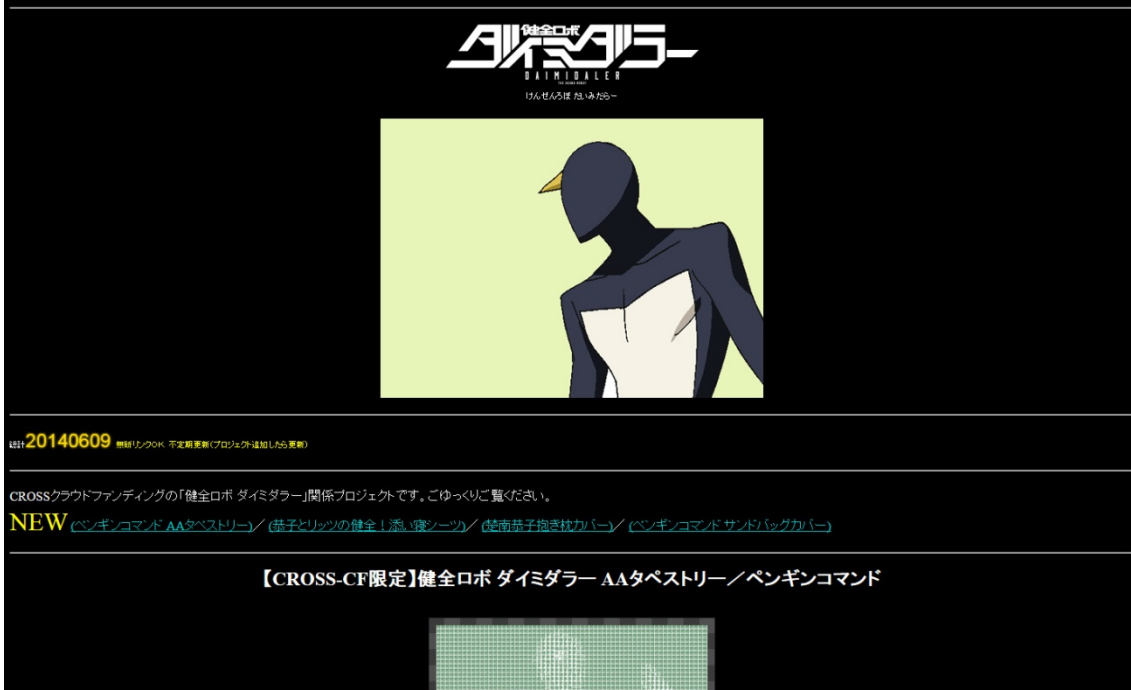 健全ロボ
ダイミダラー
DAIMIDALER
けんぜんろぼ だいみだらー
総計20140609 無断リンクOK 不定期更新(プロジェクト追加したら更新)
CROSSクラウドファンディングの「健全ロボ ダイミダラー」関係プロジェクトです。ごゆっくりご覧ください。
NEW (ペンギンコマンド AAタペストリー)／ (恭子とリッツの健全！添い寝シーツ)／ (楚南恭子抱き枕カバー)／ (ペンギンコマンド サンドバッグカバー)
【CROSS-CF限定】健全ロボ ダイミダラー AAタペストリー／ペンギンコマンド